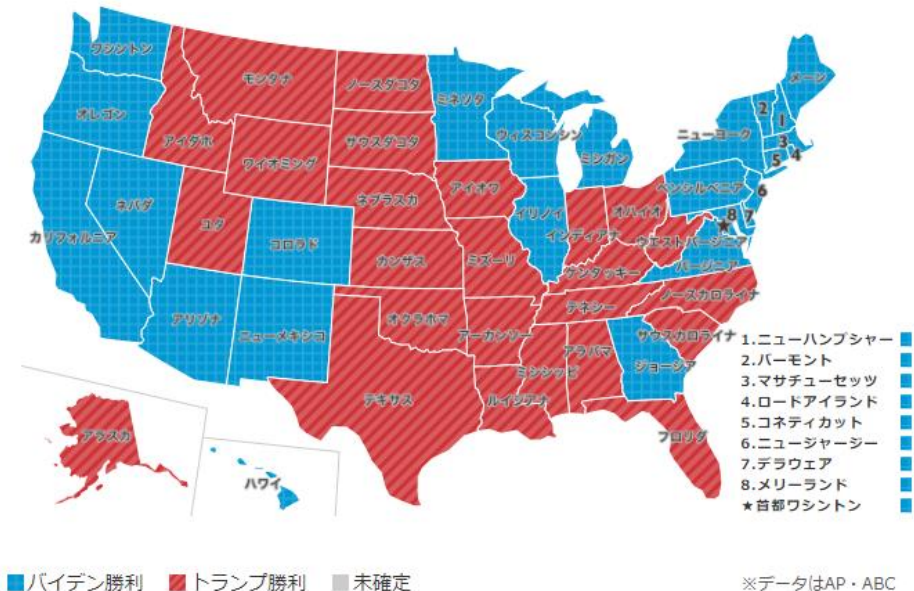 ワシントン
メーン
モンタナ
ノースダコタ
ミネソタ
オレゴン
2
1
アイダホ
サウスダコタ
ウィスコンシン
ニューヨーク
3
4
5
ワイオミング
ミシガン
アイオワ
ペンシルベニア
6
ネバダ
ネブラスカ
イリノイ
オハイオ
8
7
★
ユタ
カリフォルニア
コロラド
インディアナ
ウエストバージニア
カンザス
ミズーリ
ケンタッキー
バージニア
ノースカロライナ
テネシー
アリゾナ
ニューメキシコ
オクラホマ
アーカンソー
サウスカロライナ
アラバマ
ジョージア
ミシシッピ
テキサス
ルイジアナ
フロリダ
アラスカ
ハワイ
1.ニューハンプシャー
2.バーモント
3.マサチューセッツ
4.ロードアイランド
5.コネティカット
6.ニュージャージー
7.デラウェア
8.メリーランド
★首都ワシントン
バイデン勝利 トランプ勝利 未確定
※データはAP・ABC